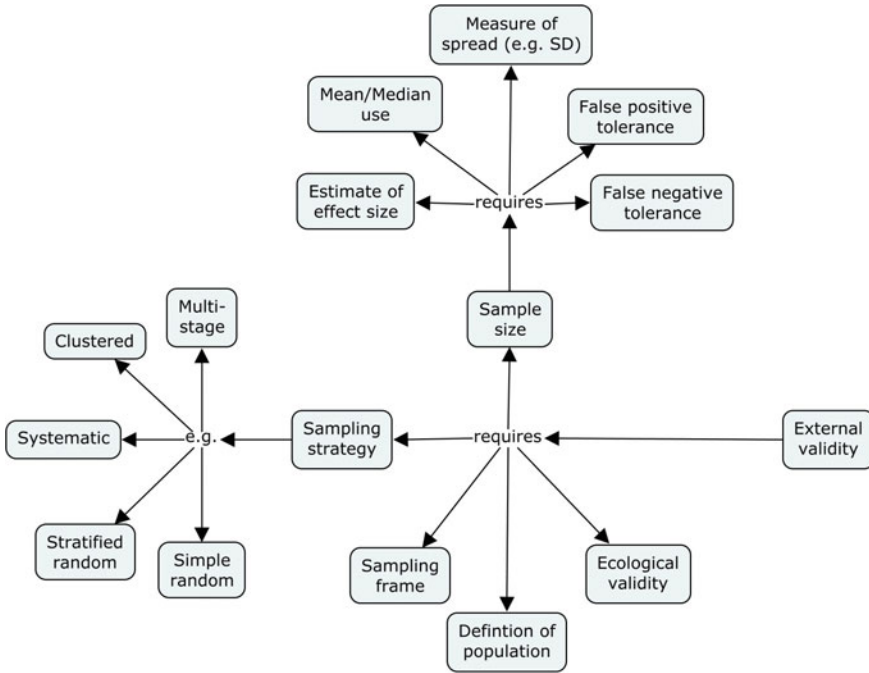 Measure of
spread (e.g. SD)
Mean/Median
use
False positive
tolerance
Estimate of
effect size
requires
False negative
tolerance
Multi-
stage
Sample
size
Clustered
Systematic
e.g.
Sampling
strategy
requires
External
validity
Stratified
random
Simple
random
Sampling
frame
Ecological
validity
Defintion of
population